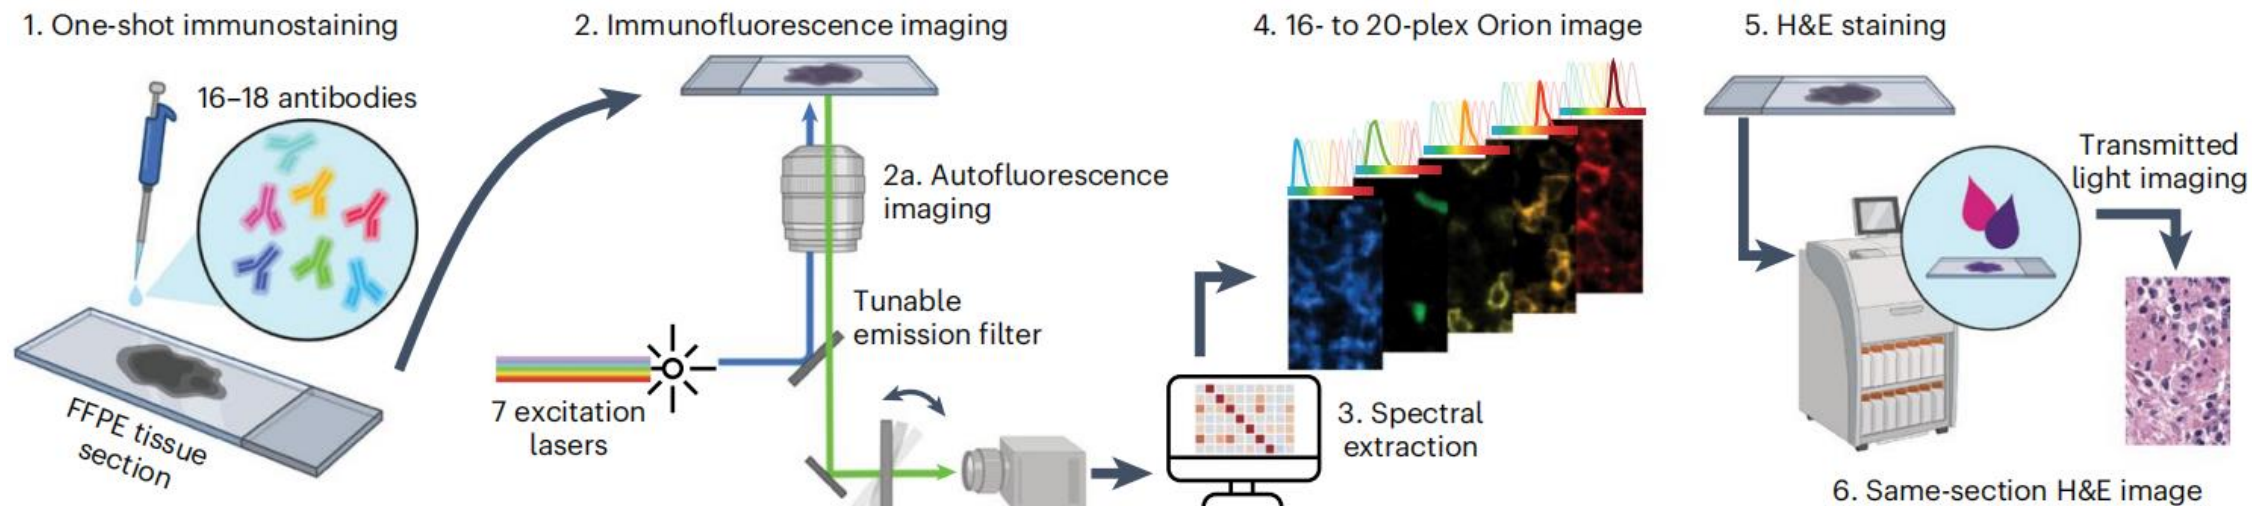 1. One-shot immunostaining
16–18 antibodies
FFPE tissue
section
2. Immunofluorescence imaging
2a. Autofluorescence
imaging
Tunable
emission filter
7 excitation
lasers
3. Spectral
extraction
4. 16- to 20-plex Orion image
5. H&E staining
Transmitted
light imaging
6. Same-section H&E image